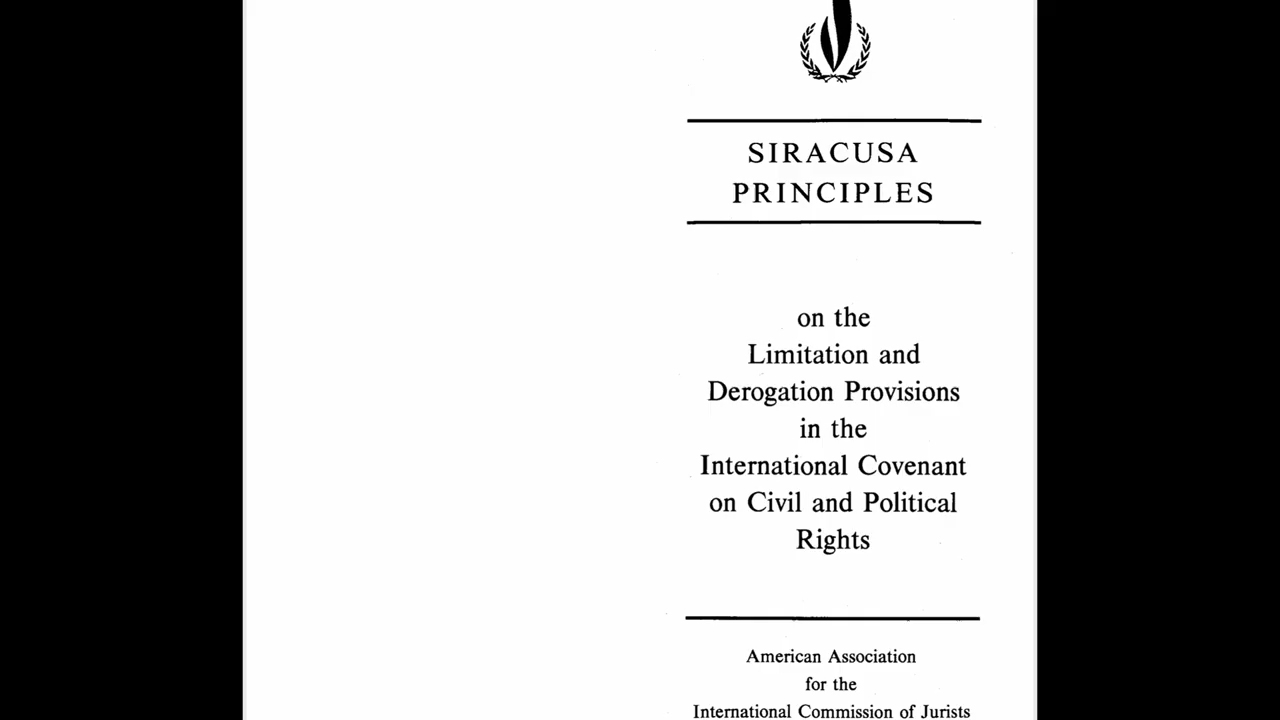 SIRACUSA
PRINCIPLES
on the
Limitation and
Derogation Provisions
in the
International Covenant
on Civil and Political
Rights
American Association
for the
International Commission of Jurists